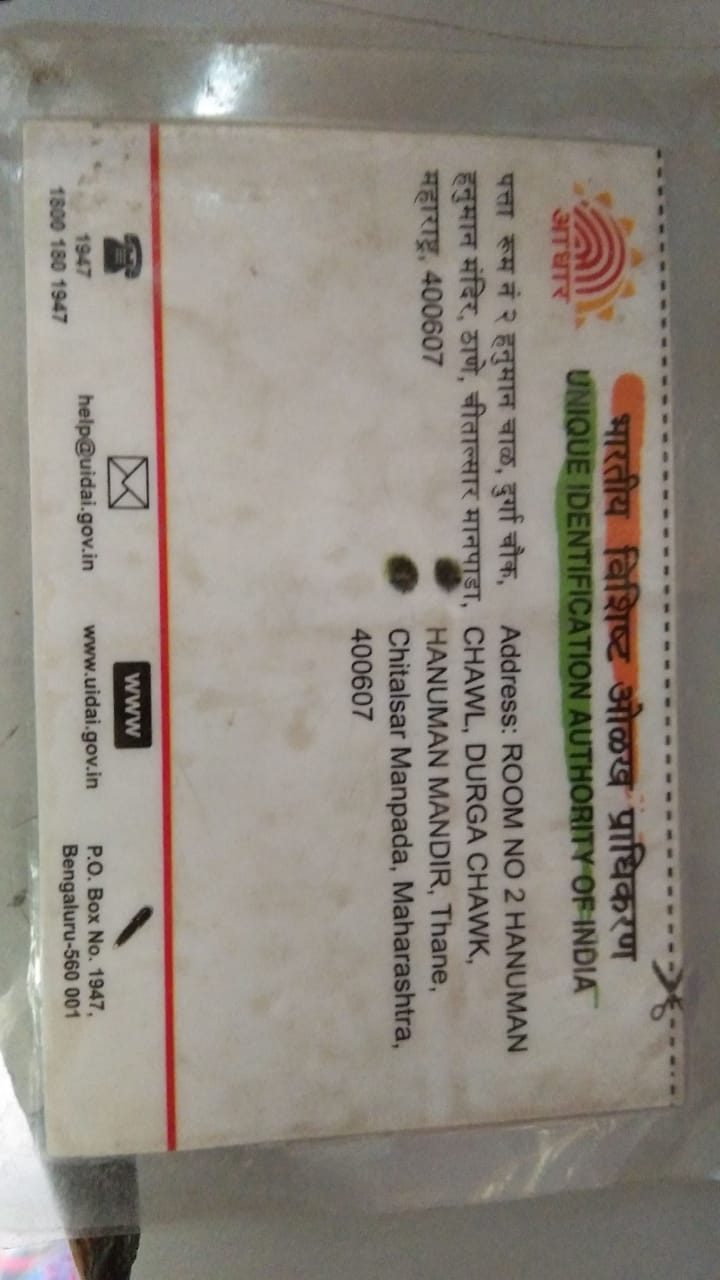 भारतीय विशिष्ट ओळख प्राधिकरण
UNIQUE IDENTIFICATION AUTHORITY OF INDIA
आधार
पत्ता रूम नं २ हनुमान चाळ, दुर्गा चौक,
हनुमान मंदिर, ठाणे, चीतात्सार मानपाडा,
महाराष्ट्र, 400607
Address: ROOM NO 2 HANUMAN
CHAWL, DURGA CHAWK,
HANUMAN MANDIR, Thane,
Chitalsar Manpada, Maharashtra,
400607
1947
1800 180 1947
help@uidai.gov.in
www
www.uidai.gov.in
P.O. Box No. 1947,
Bengaluru-560 001